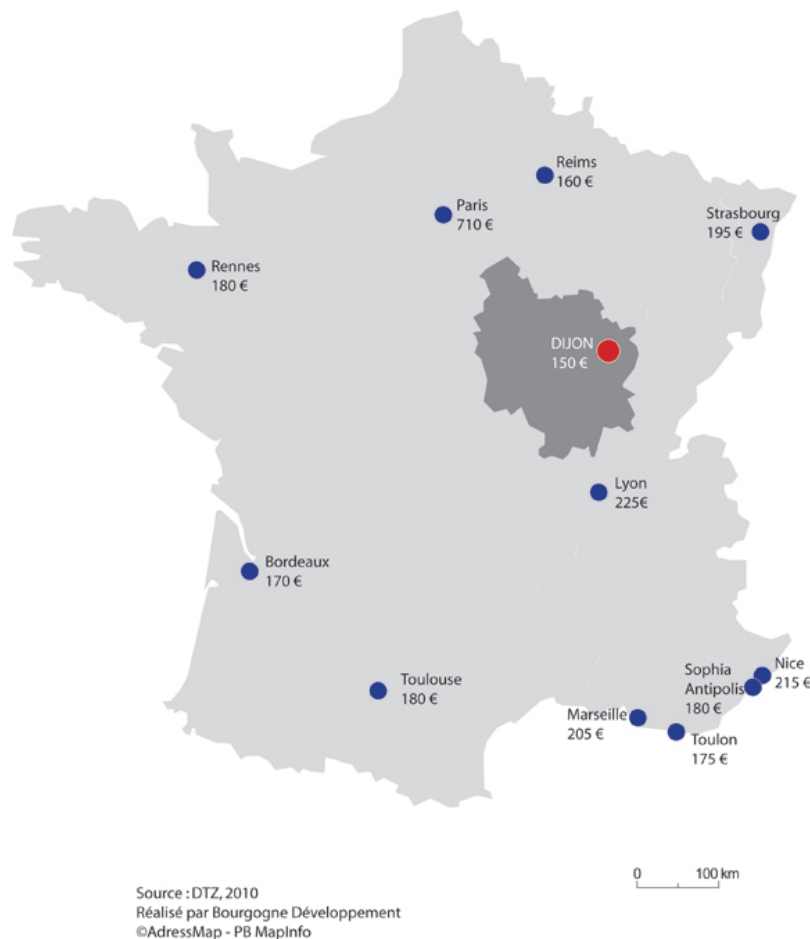 Reims
160 €
Paris
710 €
Strasbourg
195 €
Rennes
180 €
DIJON
150 €
Lyon
225€
Bordeaux
170 €
Toulouse
180 €
Sophia
Antipolis
180 €
Nice
215 €
Marseille
205 €
Toulon
175 €
0 100 km
Source : DTZ, 2010
Réalisé par Bourgogne Développement
©AdressMap - PB MapInfo